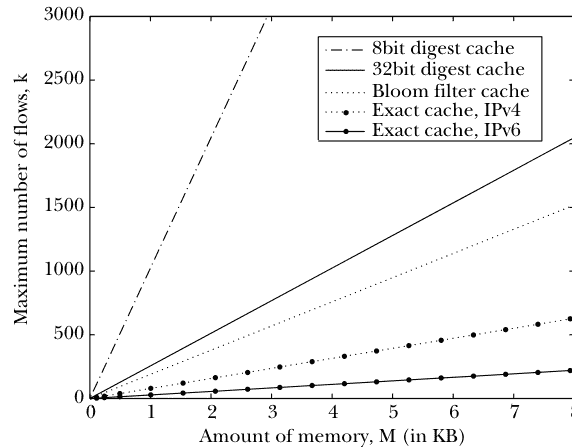 3000
2500
2000
1500
1000
500
0
Maximum number of flows, k
8bit digest cache
32bit digest cache
Bloom filter cache
Exact cache, IPv4
Exact cache, IPv6
0 1 2 3 4 5 6 7 8
Amount of memory, M (in KB)